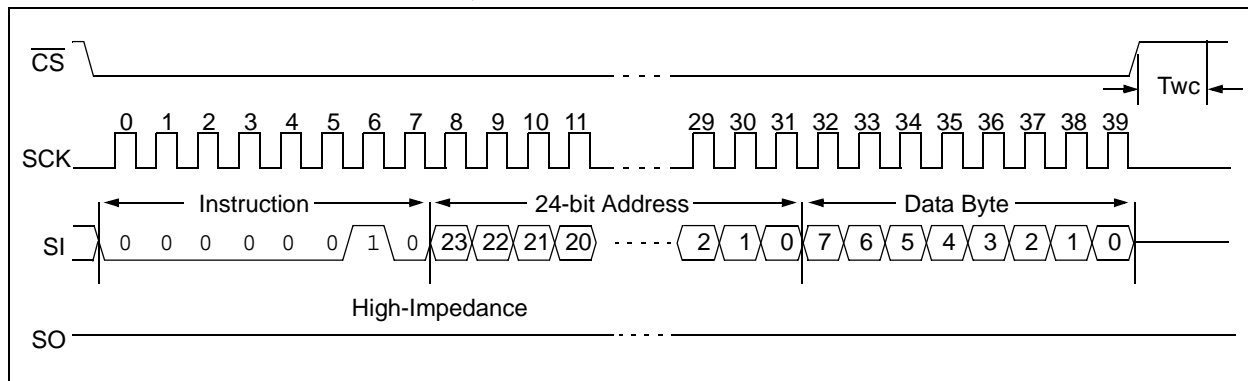 CS
Twc
0 1 2 3 4 5 6 7 8 9 10 11 29 30 31 32 33 34 35 36 37 38 39
SCK
Instruction 24-bit Address Data Byte
SI 0 0 0 0 0 0 1 0 23 22 21 20 2 1 0 7 6 5 4 3 2 1 0
High-Impedance
SO